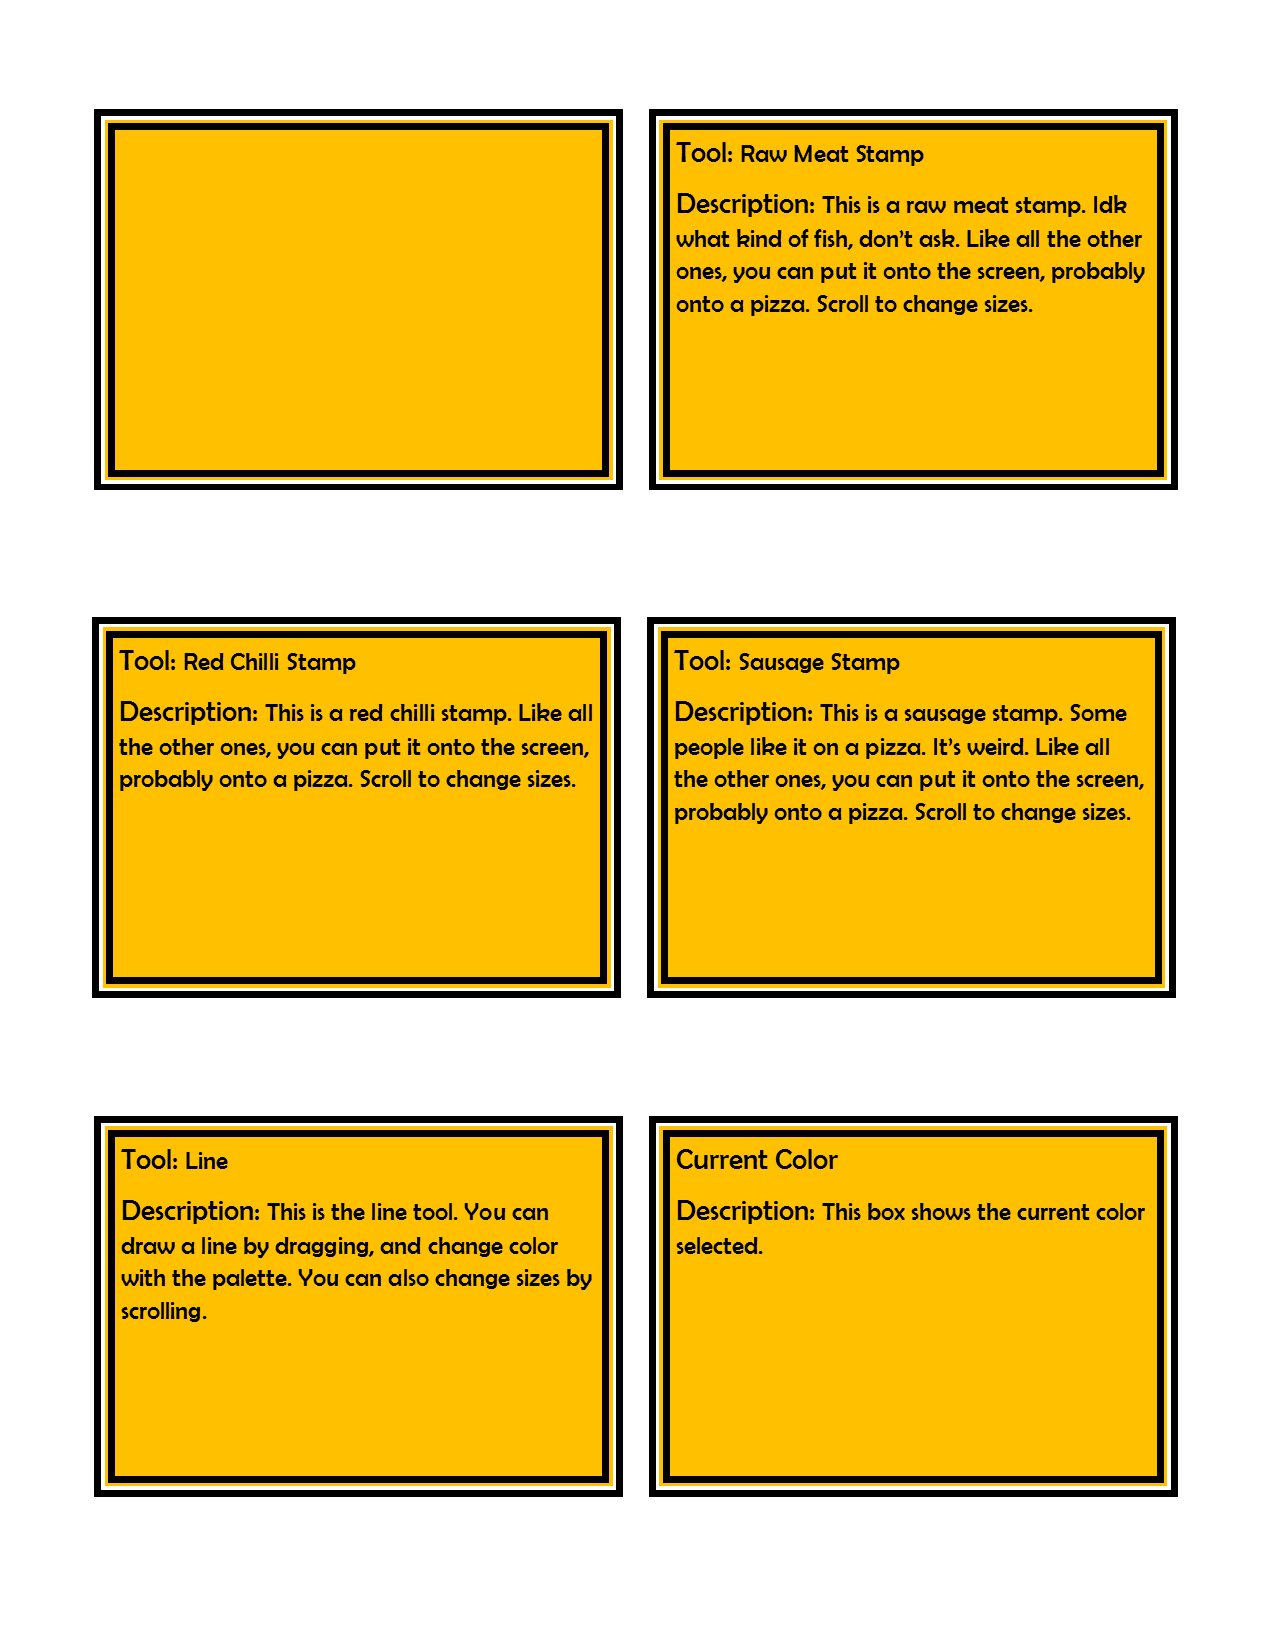 Tool: Raw Meat Stamp
Description: This is a raw meat stamp. Idk
what kind of fish, don’t ask. Like all the other
ones, you can put it onto the screen, probably
onto a pizza. Scroll to change sizes.
Tool: Red Chilli Stamp
Description: This is a red chilli stamp. Like all
the other ones, you can put it onto the screen,
probably onto a pizza. Scroll to change sizes.
Tool: Sausage Stamp
Description: This is a sausage stamp. Some
people like it on a pizza. It’s weird. Like all
the other ones, you can put it onto the screen,
probably onto a pizza. Scroll to change sizes.
Tool: Line
Description: This is the line tool. You can
draw a line by dragging, and change color
with the palette. You can also change sizes by
scrolling.
Current Color
Description: This box shows the current color
selected.